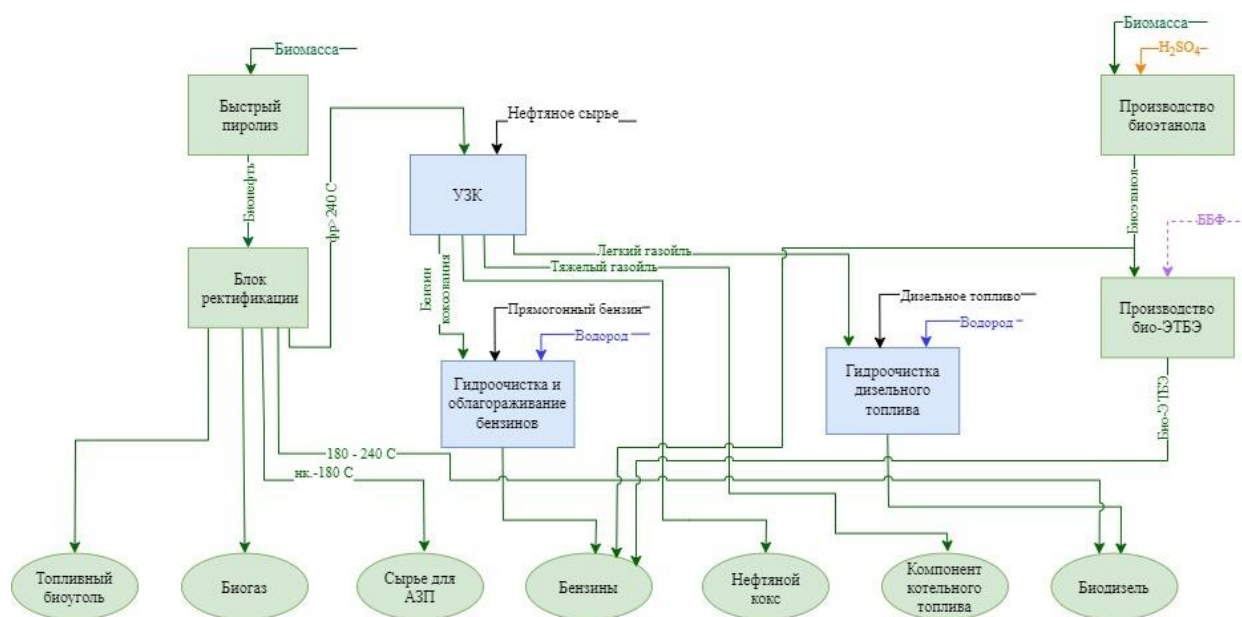 Биомасса
Биомасса
H₂SO₄
Быстрый
пиролиз
Нефтяное сырье
Производство
биоэтанола
Бионефть
фр> 240 С
УЗК
Биоэтанол
ББФ
Легкий газойль
Тяжелый газойль
Блок
ректификации
Бензин
коксования
Прямогонный бензин
Водород
Дизельное топливо
Водород
Производство
био-ЭТБЭ
Гидроочистка и
облагораживание
бензинов
Гидроочистка
дизельного
топлива
Био-ЭТБЭ
180 - 240 С
нк.-180 С
Топливный
биоуголь
Биогаз
Сырье для
АЗП
Бензины
Нефтяной
кокс
Компонент
котельного
топлива
Биодизель